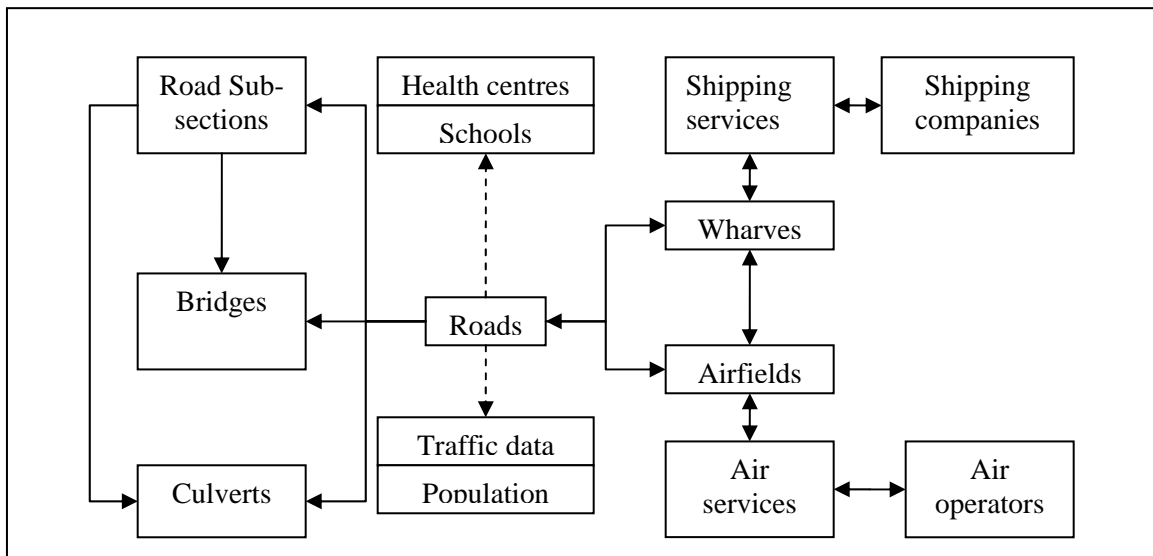 Road Sub-
sections
Health centres
Schools
Shipping
services
Shipping
companies
Wharves
Bridges
Roads
Airfields
Traffic data
Population
Culverts
Air
services
Air
operators